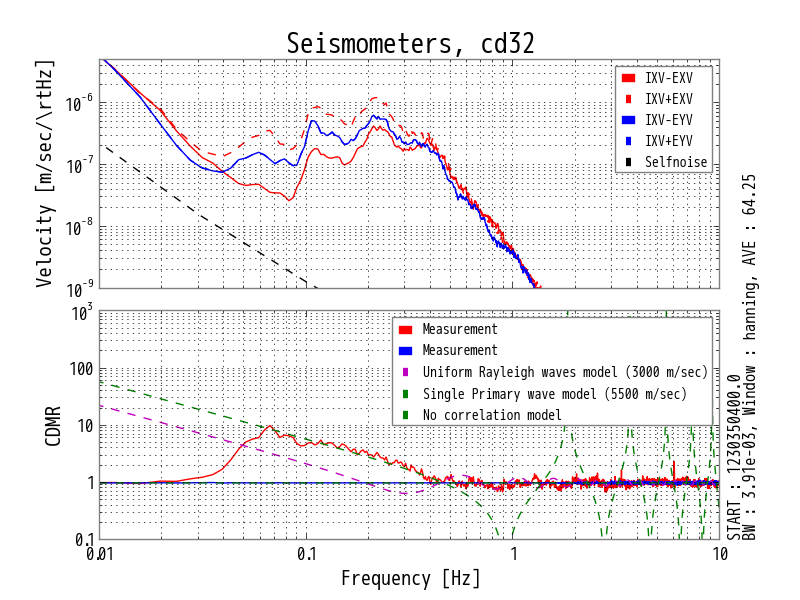 Seismometers, cd32
Velocity [m/sec/\rtHz]
10^-6
10^-7
10^-8
10^-9
IXV-EXV
IXV+EXV
IXV-EYV
IXV+EYV
Selfnoise
CDMR
10^3
100
10
1
0.1
Measurement
Measurement
Uniform Rayleigh waves model (3000 m/sec)
Single Primary wave model (5500 m/sec)
No correlation model
0.01
0.1
1
10
Frequency [Hz]
START : 1230350400.0
BW : 3.91e-03, Window : hanning, AVE : 64.25